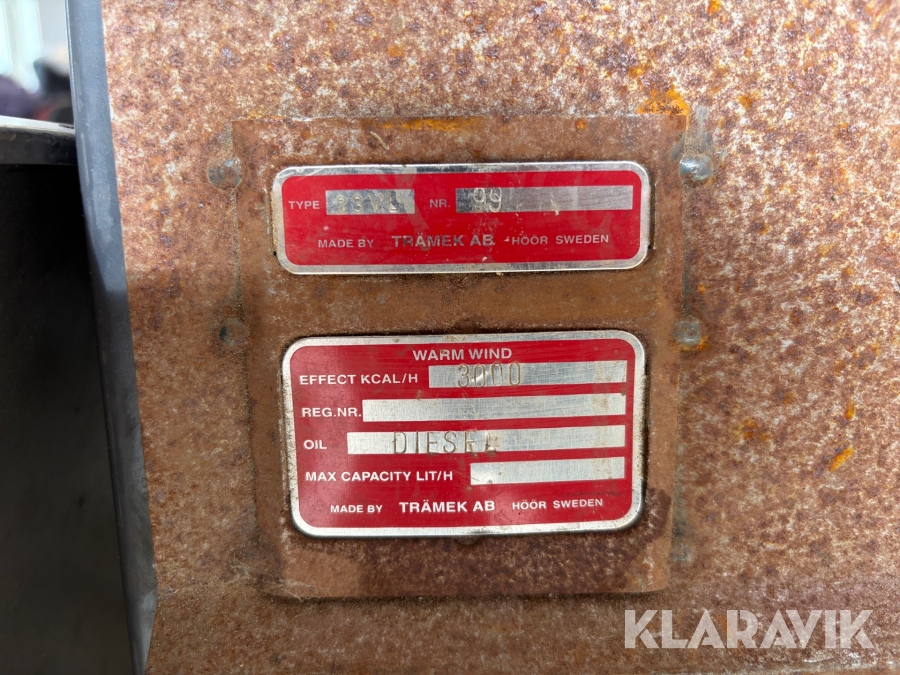 TYPE NR. 99
MADE BY TRÄMEK AB HÖÖR SWEDEN
WARM WIND
EFFECT KCAL/H 3000
REG.NR.
OIL DIESEL
MAX CAPACITY LIT/H
MADE BY TRÄMEK AB HÖÖR SWEDEN
KLARAVIK